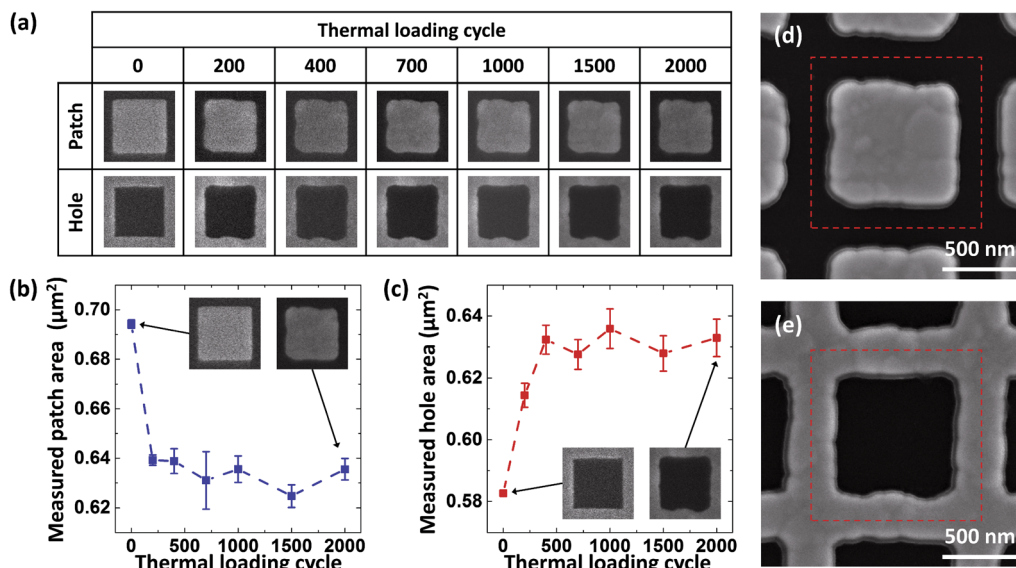 (a)
Thermal loading cycle
0 200 400 700 1000 1500 2000
Patch
Hole
(b)
Measured patch area (μm²)
0.70
0.68
0.66
0.64
0.62
0 500 1000 1500 2000
Thermal loading cycle
(c)
Measured hole area (μm²)
0.64
0.62
0.60
0.58
0 500 1000 1500 2000
Thermal loading cycle
(d)
500 nm
(e)
500 nm